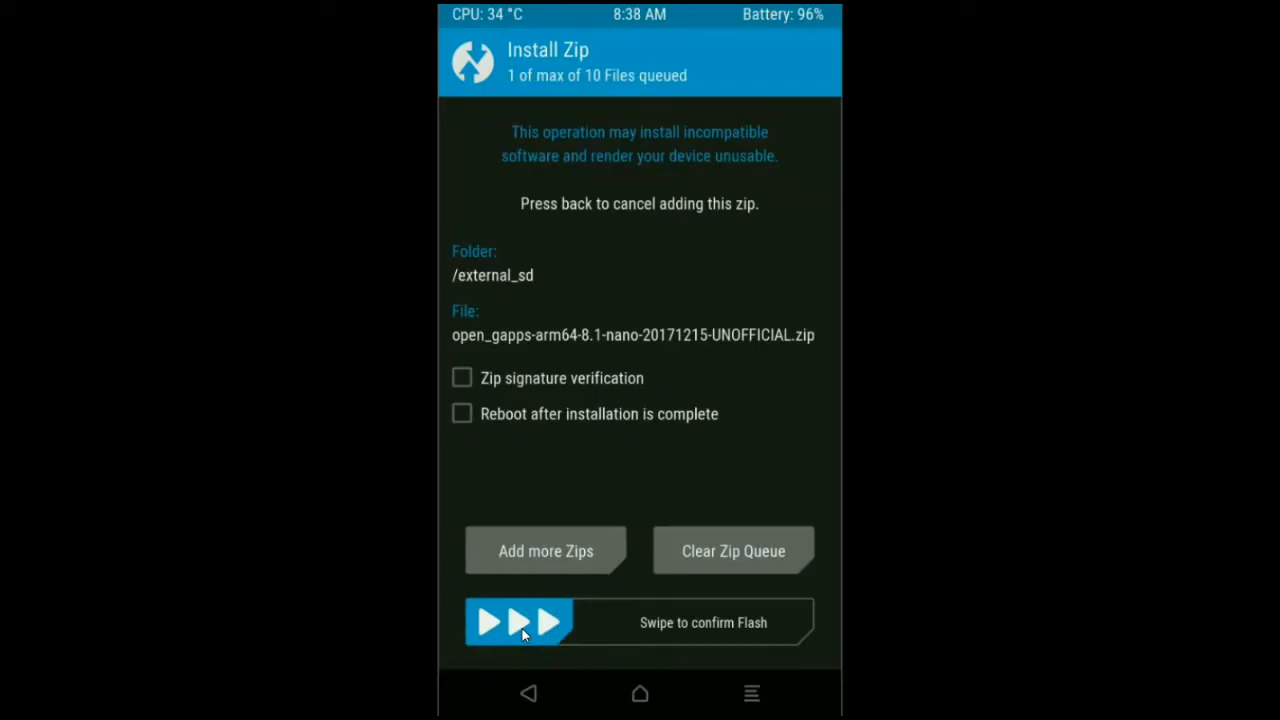 CPU: 34 °C 8:38 AM Battery: 96%
Install Zip
1 of max of 10 Files queued
This operation may install incompatible
software and render your device unusable.
Press back to cancel adding this zip.
Folder:
/external_sd
File:
open_gapps-arm64-8.1-nano-20171215-UNOFFICIAL.zip
Zip signature verification
Reboot after installation is complete
Add more Zips Clear Zip Queue
Swipe to confirm Flash